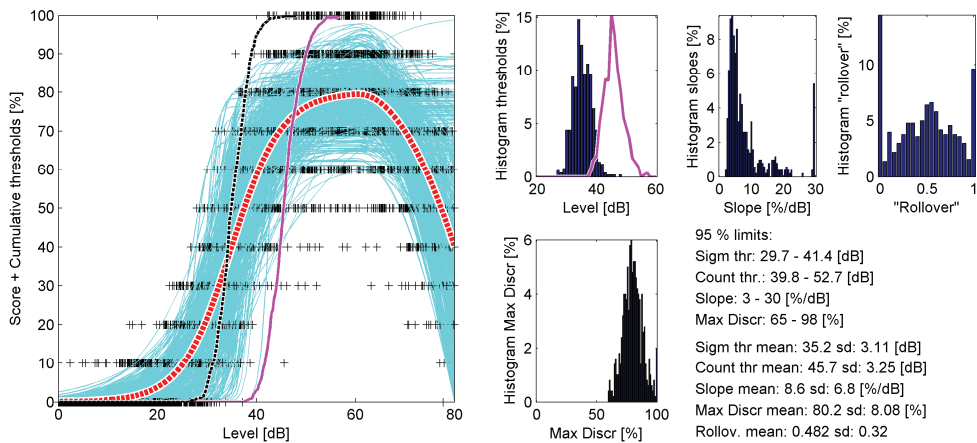 Score + Cumulative thresholds [%]
100
90
80
70
60
50
40
30
20
10
0
0 20 40 60 80
Level [dB]
Histogram thresholds [%]
15
10
5
0
20 40 60
Level [dB]
Histogram slopes [%]
8
6
4
2
0
0 10 20 30
Slope [%/dB]
Histogram "rollover" [%]
10
5
0
0 0.5 1
"Rollover"
Histogram Max Discr [%]
6
5
4
3
2
1
0
0 50 100
Max Discr [%]
95 % limits:
Sigm thr: 29.7 - 41.4 [dB]
Count thr.: 39.8 - 52.7 [dB]
Slope: 3 - 30 [%/dB]
Max Discr: 65 - 98 [%]
Sigm thr mean: 35.2 sd: 3.11 [dB]
Count thr mean: 45.7 sd: 3.25 [dB]
Slope mean: 8.6 sd: 6.8 [%/dB]
Max Discr mean: 80.2 sd: 8.08 [%]
Rollov. mean: 0.482 sd: 0.32